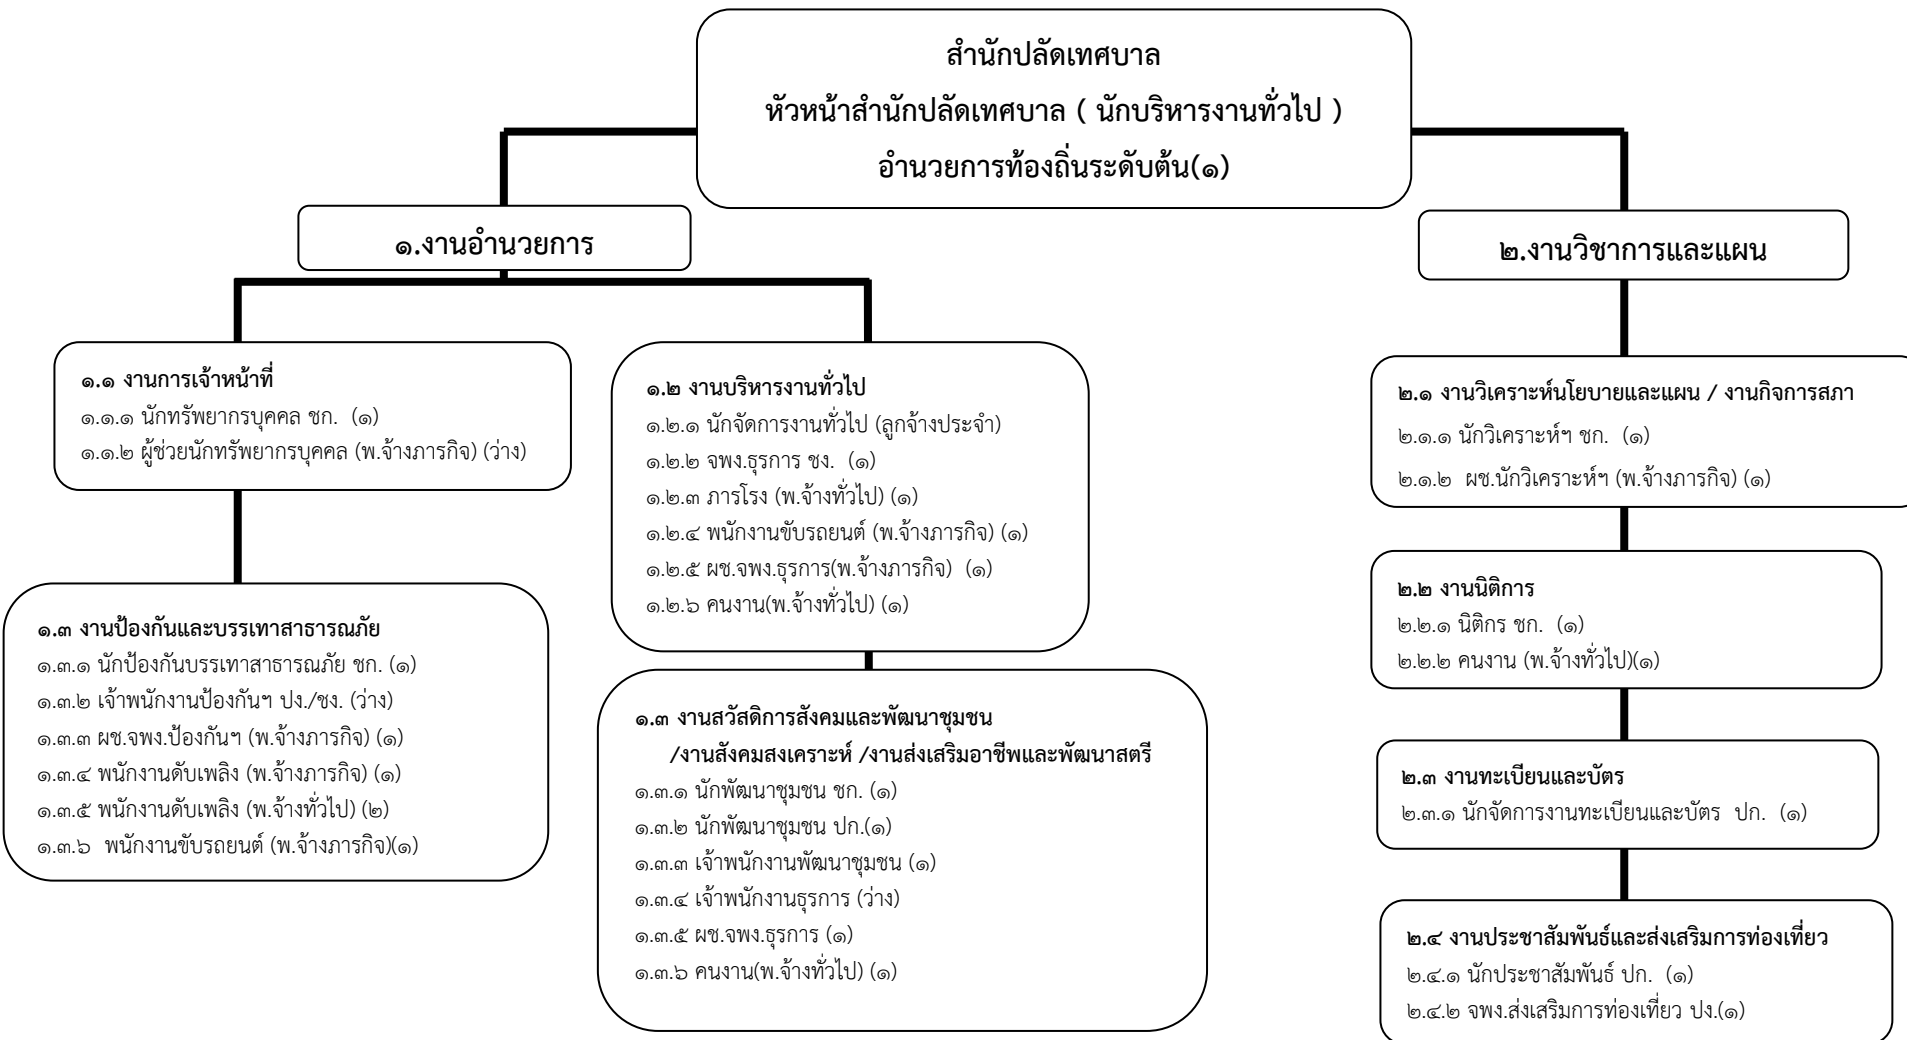 สำนักปลัดเทศบาล
หัวหน้าสำนักปลัดเทศบาล ( นักบริหารงานทั่วไป )
อำนวยการท้องถิ่นระดับต้น(๑)
๑.งานอำนวยการ
๒.งานวิชาการและแผน
๑.๑ งานการเจ้าหน้าที่
๑.๑.๑ นักทรัพยากรบุคคล ชก. (๑)
๑.๑.๒ ผู้ช่วยนักทรัพยากรบุคคล (พ.จ้างภารกิจ) (ว่าง)
๑.๒ งานบริหารงานทั่วไป
๑.๒.๑ นักจัดการงานทั่วไป (ลูกจ้างประจำ)
๑.๒.๒ จพง.ธุรการ ชง. (๑)
๑.๒.๓ ภารโรง (พ.จ้างทั่วไป) (๑)
๑.๒.๔ พนักงานขับรถยนต์ (พ.จ้างภารกิจ) (๑)
๑.๒.๕ ผช.จพง.ธุรการ(พ.จ้างภารกิจ) (๑)
๑.๒.๖ คนงาน(พ.จ้างทั่วไป) (๑)
๑.๓ งานป้องกันและบรรเทาสาธารณภัย
๑.๓.๑ นักป้องกันบรรเทาสาธารณภัย ชก. (๑)
๑.๓.๒ เจ้าพนักงานป้องกันฯ ปง./ชง. (ว่าง)
๑.๓.๓ ผช.จพง.ป้องกันฯ (พ.จ้างภารกิจ) (๑)
๑.๓.๔ พนักงานดับเพลิง (พ.จ้างภารกิจ) (๑)
๑.๓.๕ พนักงานดับเพลิง (พ.จ้างทั่วไป) (๒)
๑.๓.๖ พนักงานขับรถยนต์ (พ.จ้างภารกิจ)(๑)
๑.๓ งานสวัสดิการสังคมและพัฒนาชุมชน
/งานสังคมสงเคราะห์ /งานส่งเสริมอาชีพและพัฒนาสตรี
๑.๓.๑ นักพัฒนาชุมชน ชก. (๑)
๑.๓.๒ นักพัฒนาชุมชน ปก.(๑)
๑.๓.๓ เจ้าพนักงานพัฒนาชุมชน (๑)
๑.๓.๔ เจ้าพนักงานธุรการ (ว่าง)
๑.๓.๕ ผช.จพง.ธุรการ (๑)
๑.๓.๖ คนงาน(พ.จ้างทั่วไป) (๑)
๒.๑ งานวิเคราะห์นโยบายและแผน / งานกิจการสภา
๒.๑.๑ นักวิเคราะห์ฯ ชก. (๑)
๒.๑.๒ ผช.นักวิเคราะห์ฯ (พ.จ้างภารกิจ) (๑)
๒.๒ งานนิติการ
๒.๒.๑ นิติกร ชก. (๑)
๒.๒.๒ คนงาน (พ.จ้างทั่วไป)(๑)
๒.๓ งานทะเบียนและบัตร
๒.๓.๑ นักจัดการงานทะเบียนและบัตร ปก. (๑)
๒.๔ งานประชาสัมพันธ์และส่งเสริมการท่องเที่ยว
๒.๔.๑ นักประชาสัมพันธ์ ปก. (๑)
๒.๔.๒ จพง.ส่งเสริมการท่องเที่ยว ปง.(๑)